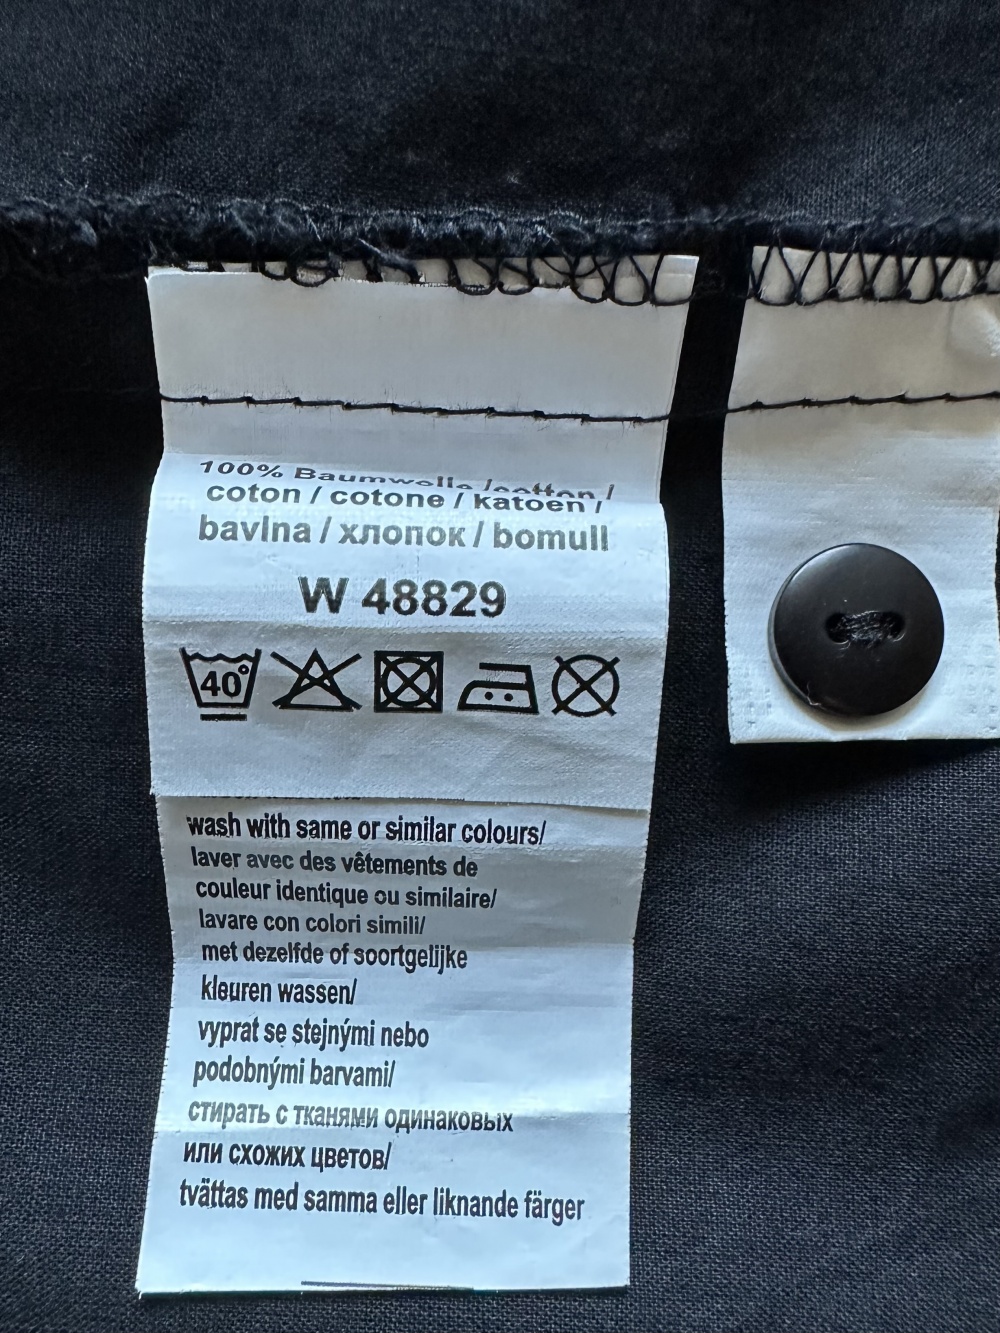 100% Baumwolle /cotton /
coton / cotone / katoen /
bavlna / хлопок / bomull
W 48829
40°
wash with same or similar colours/
laver avec des vêtements de
couleur identique ou similaire/
lavare con colori simili/
met dezelfde of soortgelijke
kleuren wassen/
vyprat se stejnými nebo
podobnými barvami/
стирать с тканями одинаковых
или схожих цветов/
tvättas med samma eller liknande färger